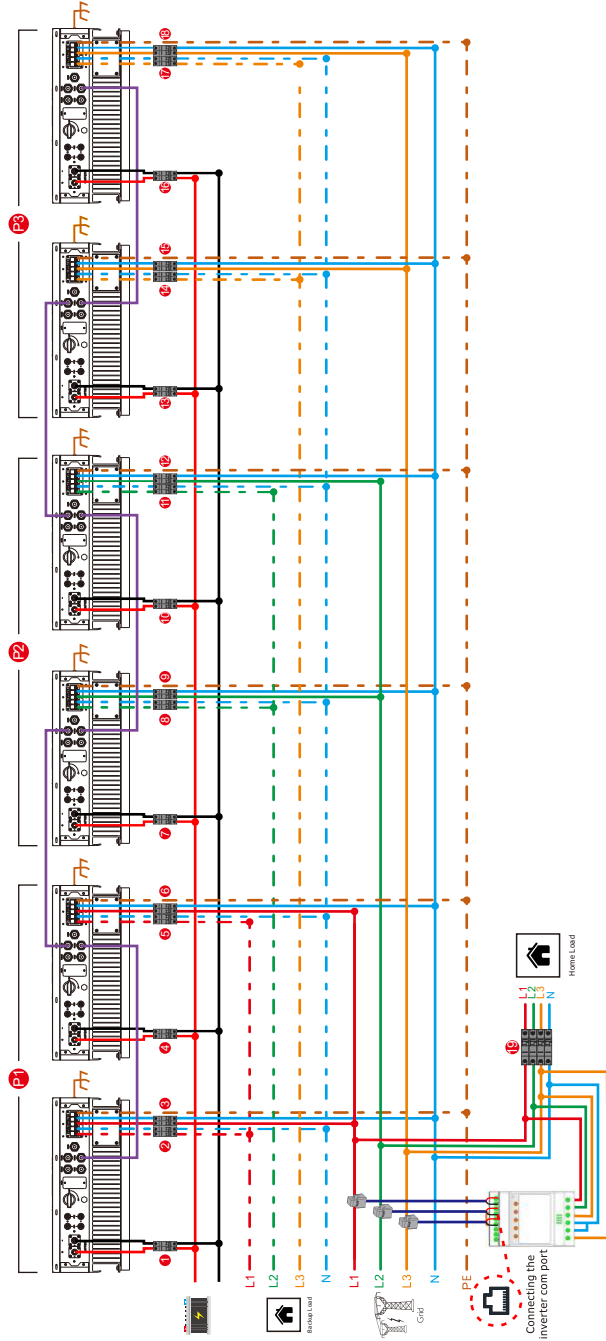 P1
P2
P3
1
2
3
4
5
6
7
8
9
10
11
12
13
14
15
16
17
18
L1
L2
L3
N
Backup Load
L1
L2
L3
N
Grid
PE
19
L1
L2
L3
N
Home Load
Connecting the
inverter com port